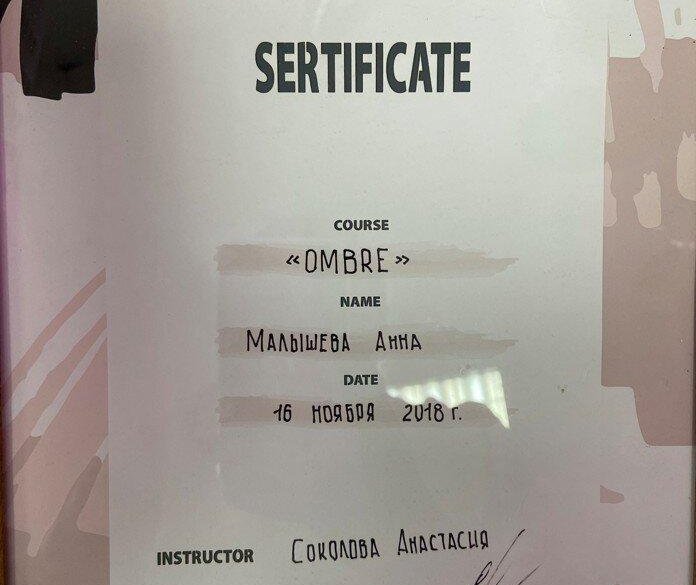 SERTIFICATE
COURSE
«OMBRE»
NAME
Малышева Анна
DATE
16 ноября 2018 г.
INSTRUCTOR Соколова Анастасия